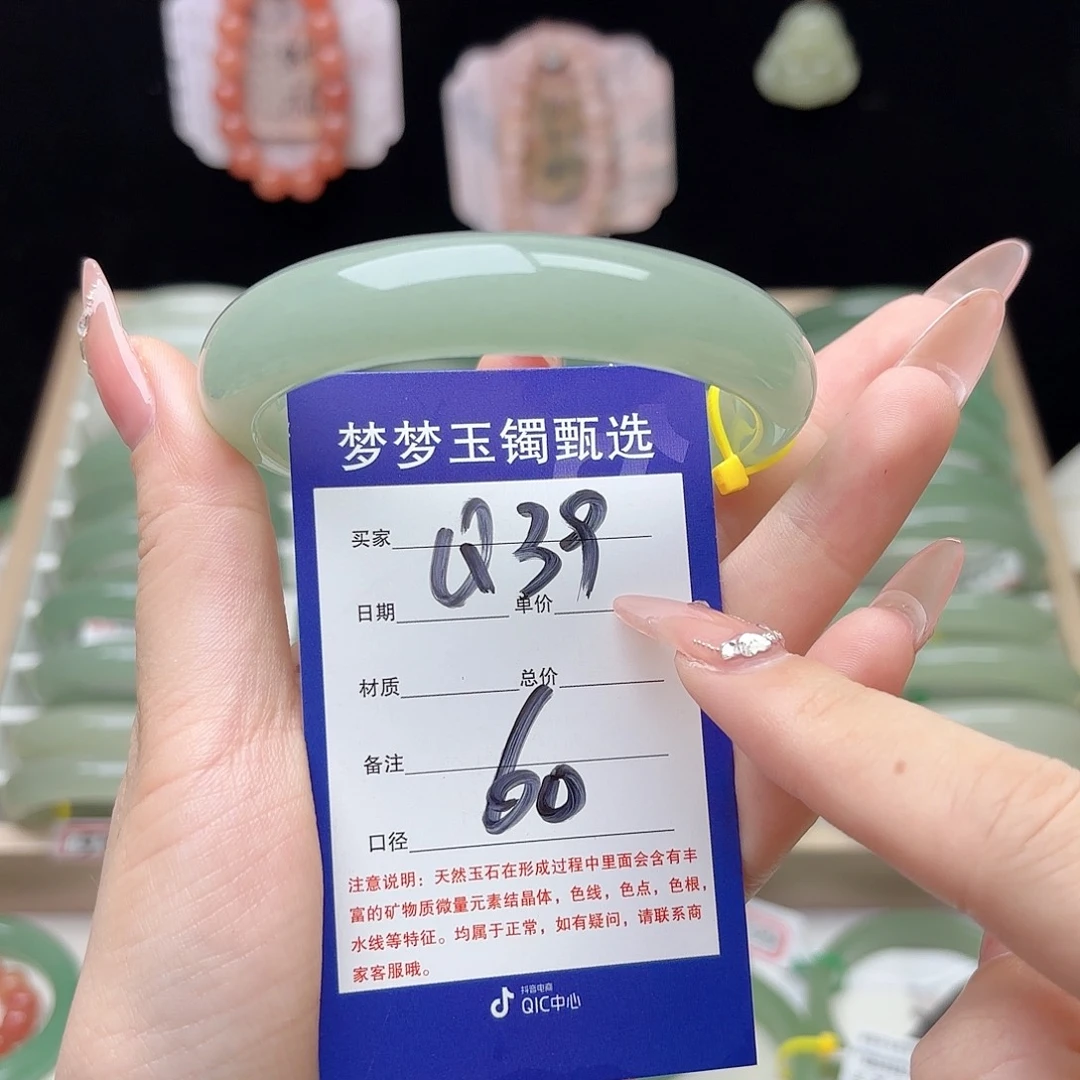 梦梦玉镯甄选
买家 Q39
日期 单价
材质 总价
备注 60
口径
注意说明：天然玉石在形成过程中里面会含有丰
富的矿物质微量元素结晶体，色线，色点，色根，
水线等特征。均属于正常，如有疑问，请联系商
家客服哦。
抖音电商
QIC中心